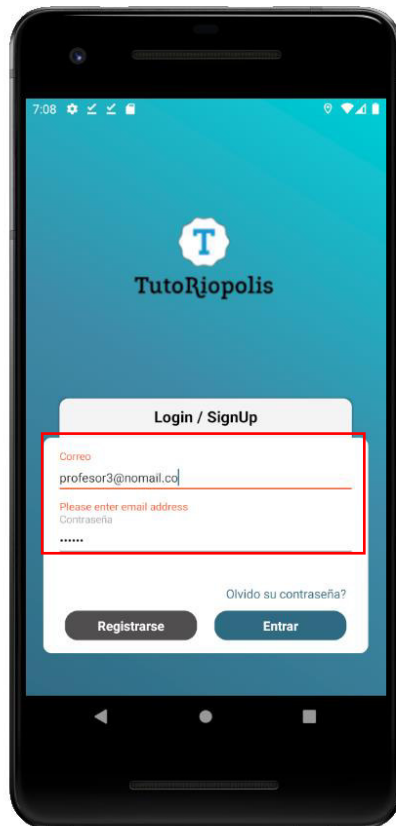 7:08
T
TutoRiopolis
Login / SignUp
Correo
profesor3@nomail.co
Please enter email address
Contraseña
••••••
Olvido su contraseña?
Registrarse
Entrar